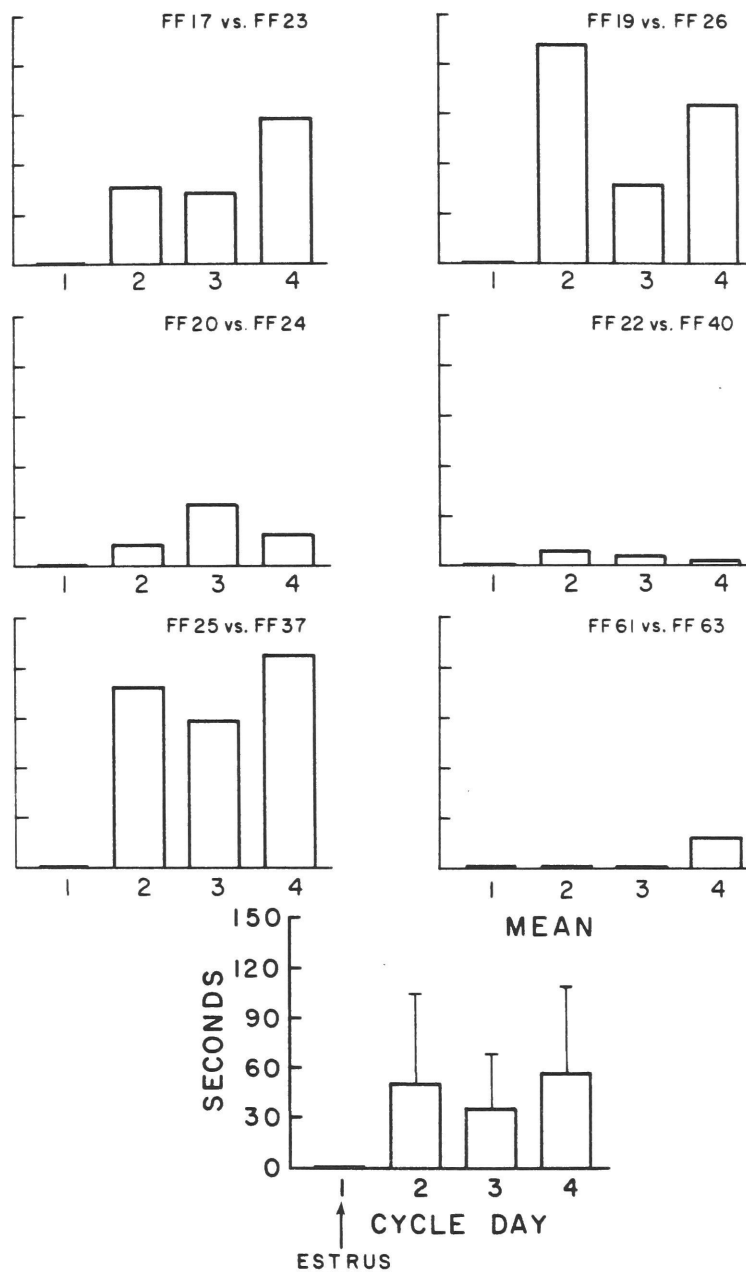 FF17 vs. FF23
1 2 3 4
FF19 vs. FF26
1 2 3 4
FF20 vs. FF24
1 2 3 4
FF22 vs. FF40
1 2 3 4
FF25 vs. FF37
1 2 3 4
FF61 vs. FF63
1 2 3 4
MEAN
SECONDS
150
120
90
60
30
0
1 2 3 4
CYCLE DAY
ESTRUS